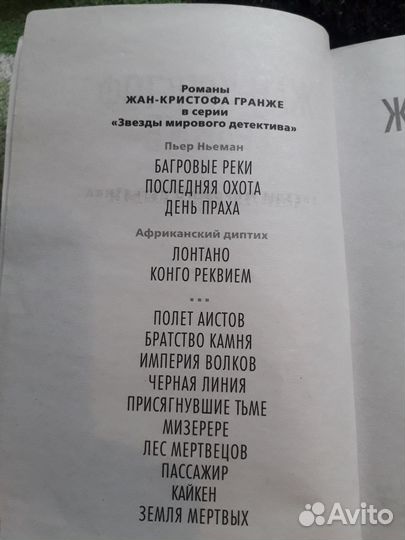 Романы
ЖАН-КРИСТОФА ГРАНЖЕ
в серии
«Звезды мирового детектива»
Пьер Ньеман
БАГРОВЫЕ РЕКИ
ПОСЛЕДНЯЯ ОХОТА
ДЕНЬ ПРАХА
Африканский диптих
ЛОНТАНО
КОНГО РЕКВИЕМ
...
ПОЛЕТ АИСТОВ
БРАТСТВО КАМНЯ
ИМПЕРИЯ ВОЛКОВ
ЧЕРНАЯ ЛИНИЯ
ПРИСЯГНУВШИЕ ТЬМЕ
МИЗЕРЕРЕ
ЛЕС МЕРТВЕЦОВ
ПАССАЖИР
КАЙКЕН
ЗЕМЛЯ МЕРТВЫХ
Ж
Avito